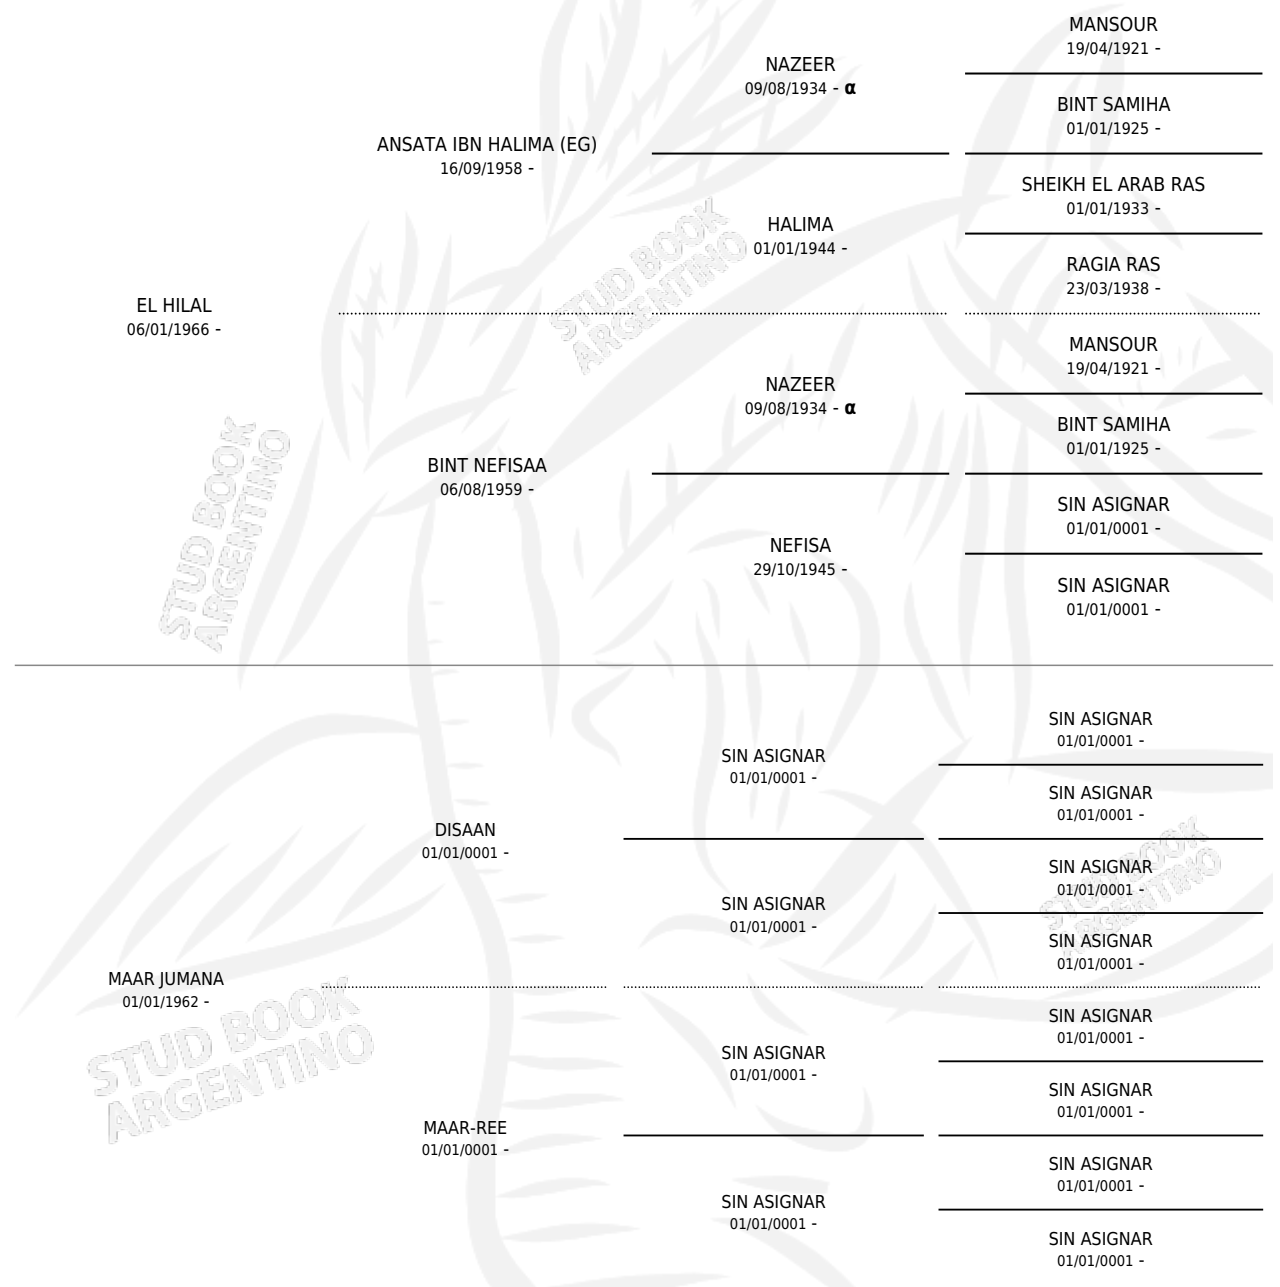 MANSOUR
19/04/1921 -
NAZEER
09/08/1934 - α
BINT SAMIHA
01/01/1925 -
ANSATA IBN HALIMA (EG)
16/09/1958 -
SHEIKH EL ARAB RAS
01/01/1933 -
HALIMA
01/01/1944 -
RAGIA RAS
23/03/1938 -
EL HILAL
06/01/1966 -
MANSOUR
19/04/1921 -
NAZEER
09/08/1934 - α
BINT SAMIHA
01/01/1925 -
BINT NEFISAA
06/08/1959 -
SIN ASIGNAR
01/01/0001 -
NEFISA
29/10/1945 -
SIN ASIGNAR
01/01/0001 -
SIN ASIGNAR
01/01/0001 -
SIN ASIGNAR
01/01/0001 -
SIN ASIGNAR
01/01/0001 -
DISAAN
01/01/0001 -
SIN ASIGNAR
01/01/0001 -
SIN ASIGNAR
01/01/0001 -
SIN ASIGNAR
01/01/0001 -
MAAR JUMANA
01/01/1962 -
SIN ASIGNAR
01/01/0001 -
SIN ASIGNAR
01/01/0001 -
SIN ASIGNAR
01/01/0001 -
MAAR-REE
01/01/0001 -
SIN ASIGNAR
01/01/0001 -
SIN ASIGNAR
01/01/0001 -
SIN ASIGNAR
01/01/0001 -
STUD BOOK
ARGENTINO
STUD BOOK
ARGENTINO
STUD BOOK
ARGENTINO
STUD BOOK
ARGENTINO